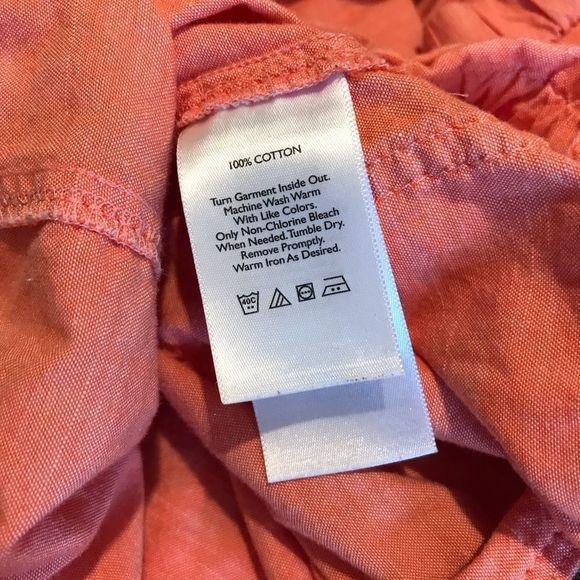 100% COTTON
Turn Garment Inside Out.
Machine Wash Warm
With Like Colors.
Only Non-Chlorine Bleach
When Needed. Tumble Dry.
Remove Promptly.
Warm Iron As Desired.
40C